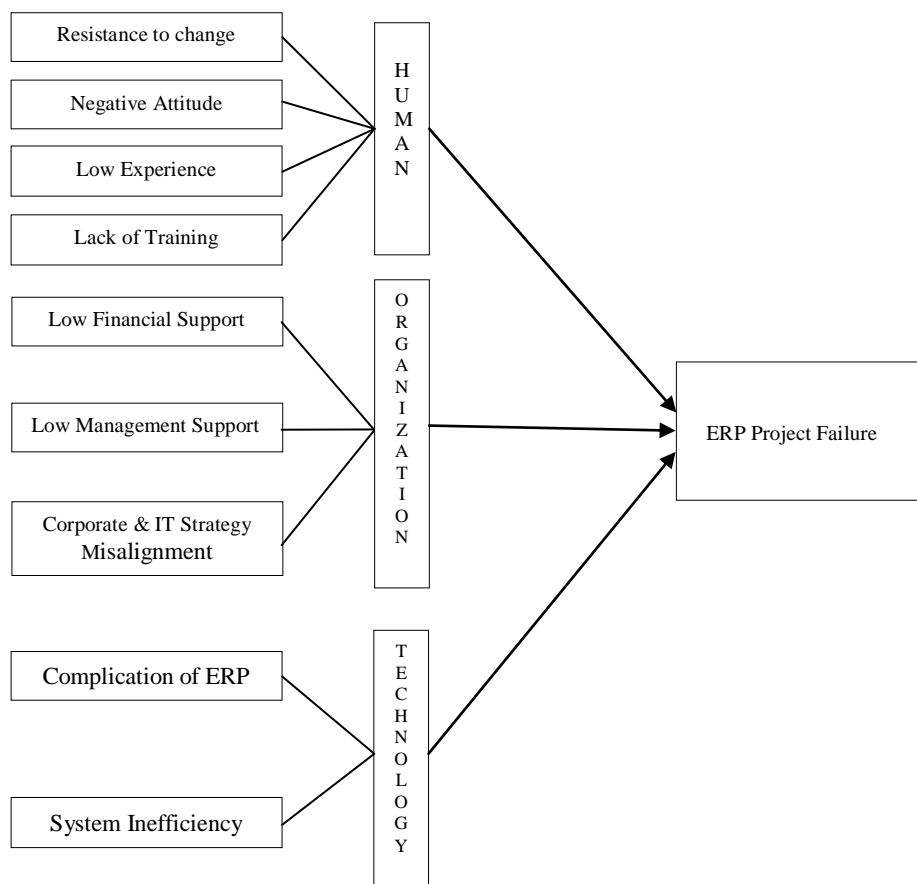 Resistance to change
Negative Attitude
Low Experience
Lack of Training
HUMAN
Low Financial Support
Low Management Support
Corporate & IT Strategy
Misalignment
ORGANIZATION
Complication of ERP
System Inefficiency
TECHNOLOGY
ERP Project Failure